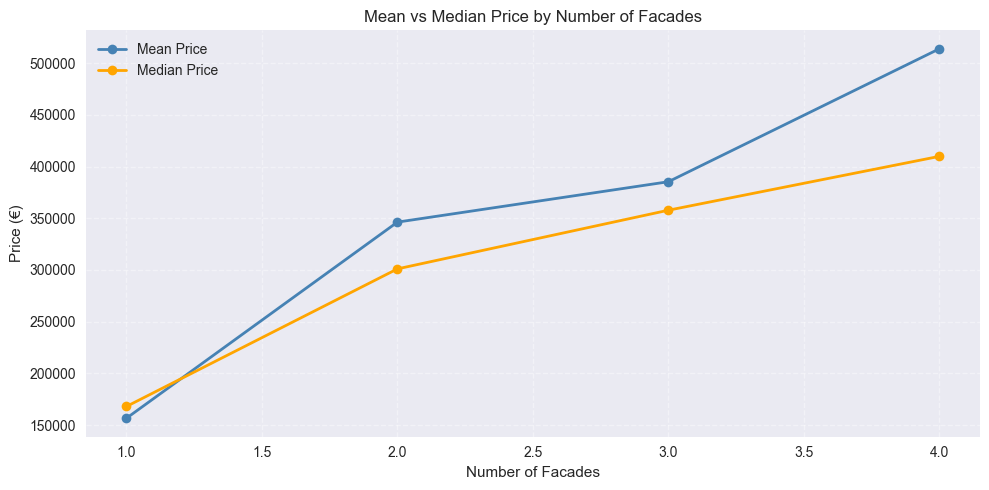 Mean vs Median Price by Number of Facades
Mean Price
Median Price
500000
450000
400000
350000
300000
250000
200000
150000
Price (€)
1.0 1.5 2.0 2.5 3.0 3.5 4.0
Number of Facades